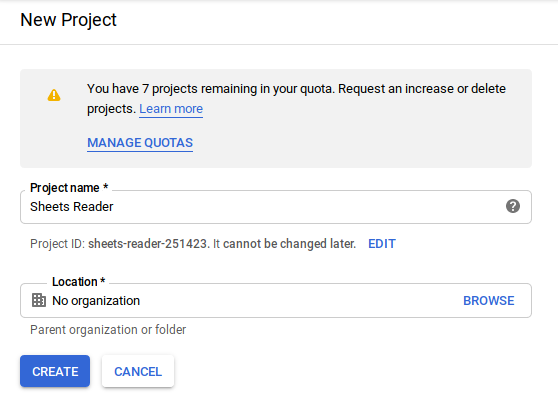 New Project
You have 7 projects remaining in your quota. Request an increase or delete
projects. Learn more
MANAGE QUOTAS
Project name *
Sheets Reader
Project ID: sheets-reader-251423. It cannot be changed later. EDIT
Location *
No organization BROWSE
Parent organization or folder
CREATE CANCEL